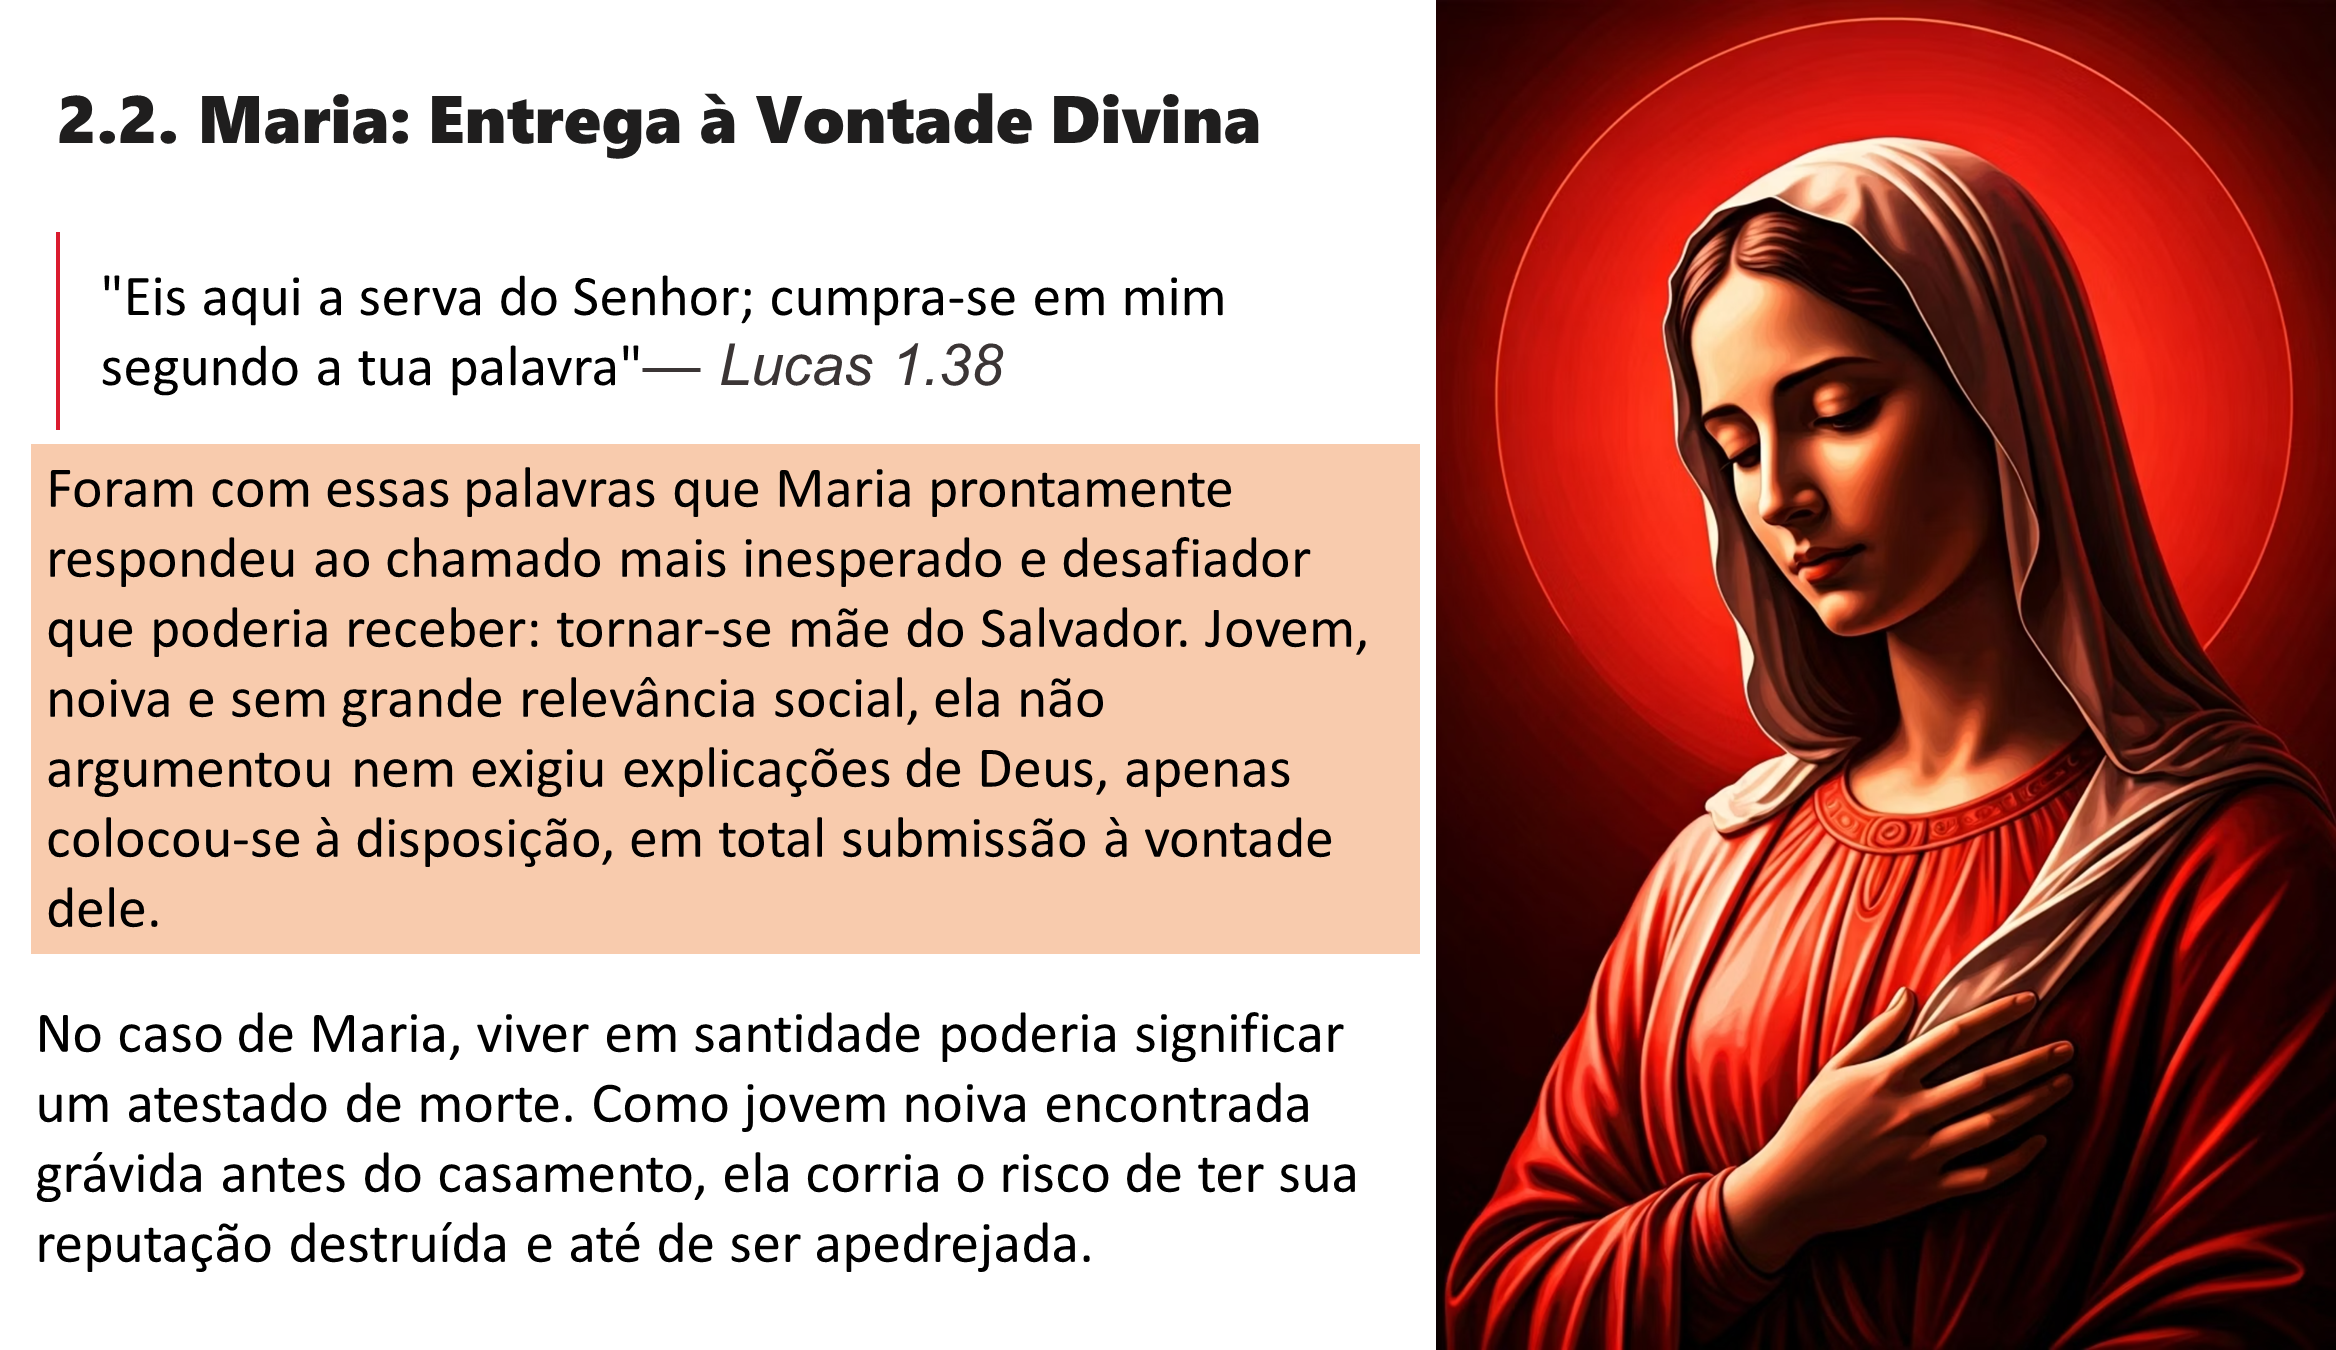 2.2. Maria: Entrega à Vontade Divina
"Eis aqui a serva do Senhor; cumpra-se em mim
segundo a tua palavra"— Lucas 1.38
Foram com essas palavras que Maria prontamente
respondeu ao chamado mais inesperado e desafiador
que poderia receber: tornar-se mãe do Salvador. Jovem,
noiva e sem grande relevância social, ela não
argumentou nem exigiu explicações de Deus, apenas
colocou-se à disposição, em total submissão à vontade
dele.
No caso de Maria, viver em santidade poderia significar
um atestado de morte. Como jovem noiva encontrada
grávida antes do casamento, ela corria o risco de ter sua
reputação destruída e até de ser apedrejada.